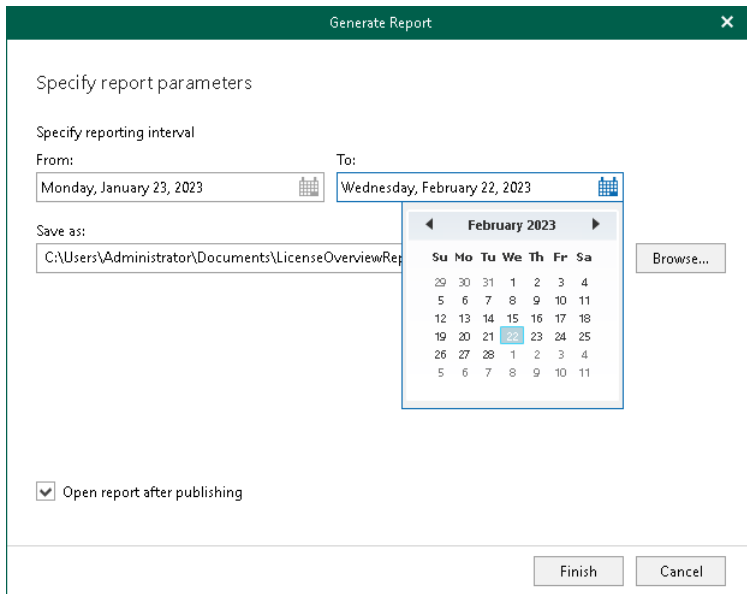 Generate Report
Specify report parameters
Specify reporting interval
From: To:
Monday, January 23, 2023 Wednesday, February 22, 2023
February 2023
Save as:
C:\Users\Administrator\Documents\LicenseOverviewRep Browse...
Su Mo Tu We Th Fr Sa
29 30 31 1 2 3 4
5 6 7 8 9 10 11
12 13 14 15 16 17 18
19 20 21 22 23 24 25
26 27 28 1 2 3 4
5 6 7 8 9 10 11
Open report after publishing
Finish Cancel